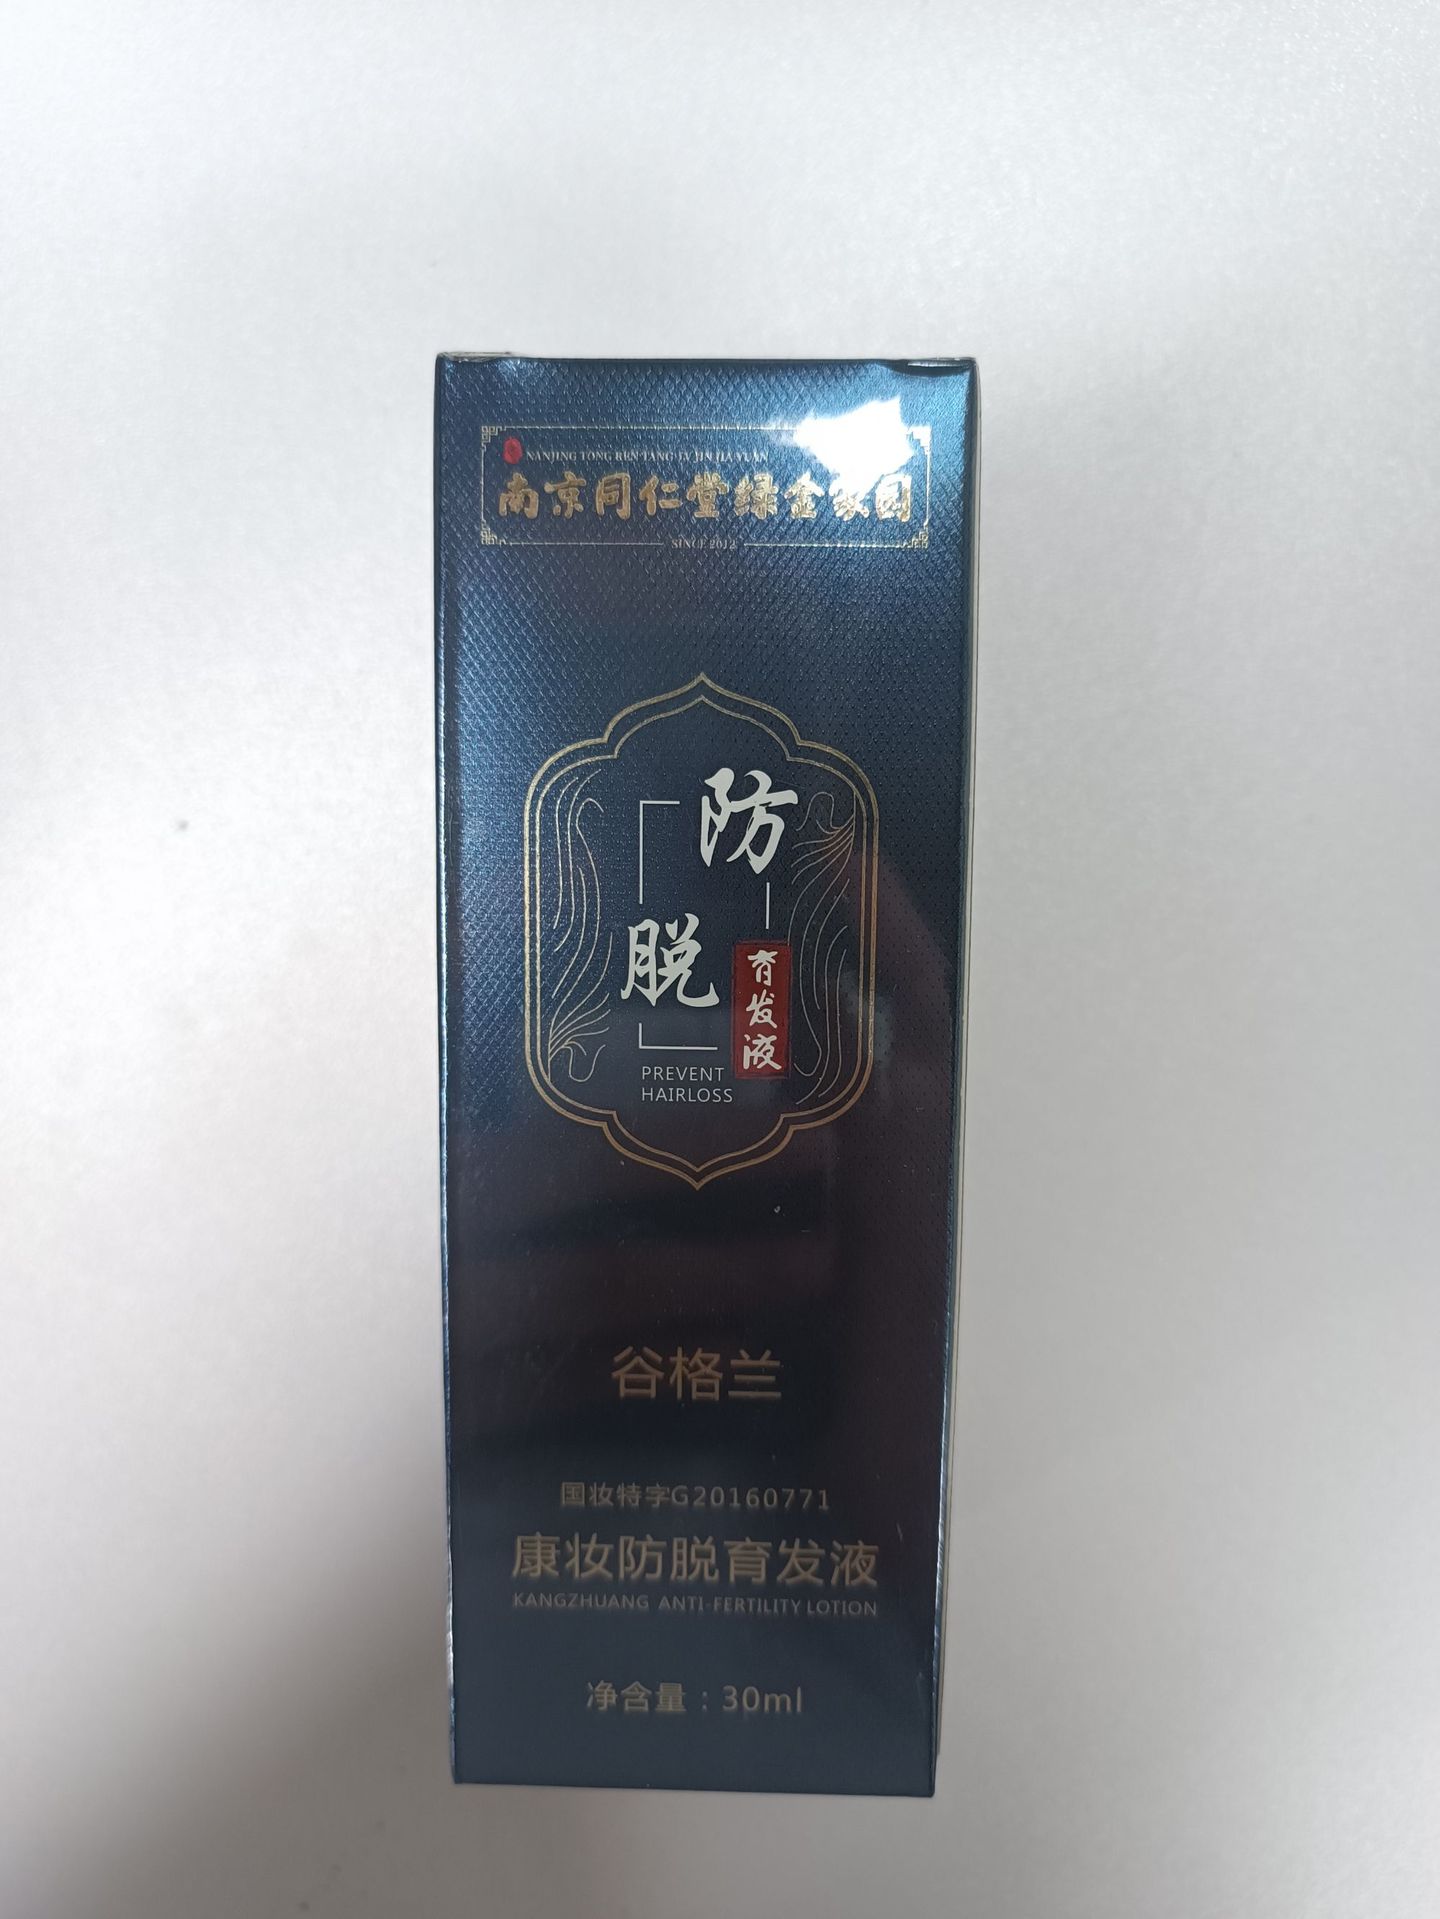 NANJING TONG REN TANG LV JIN JIA YUAN
南京同仁堂绿金家园
SINCE 2012
防脱
育发液
PREVENT
HAIRLOSS
谷格兰
国妆特字G20160771
康妆防脱育发液
KANGZHUANG ANTI-FERTILITY LOTION
净含量：30ml